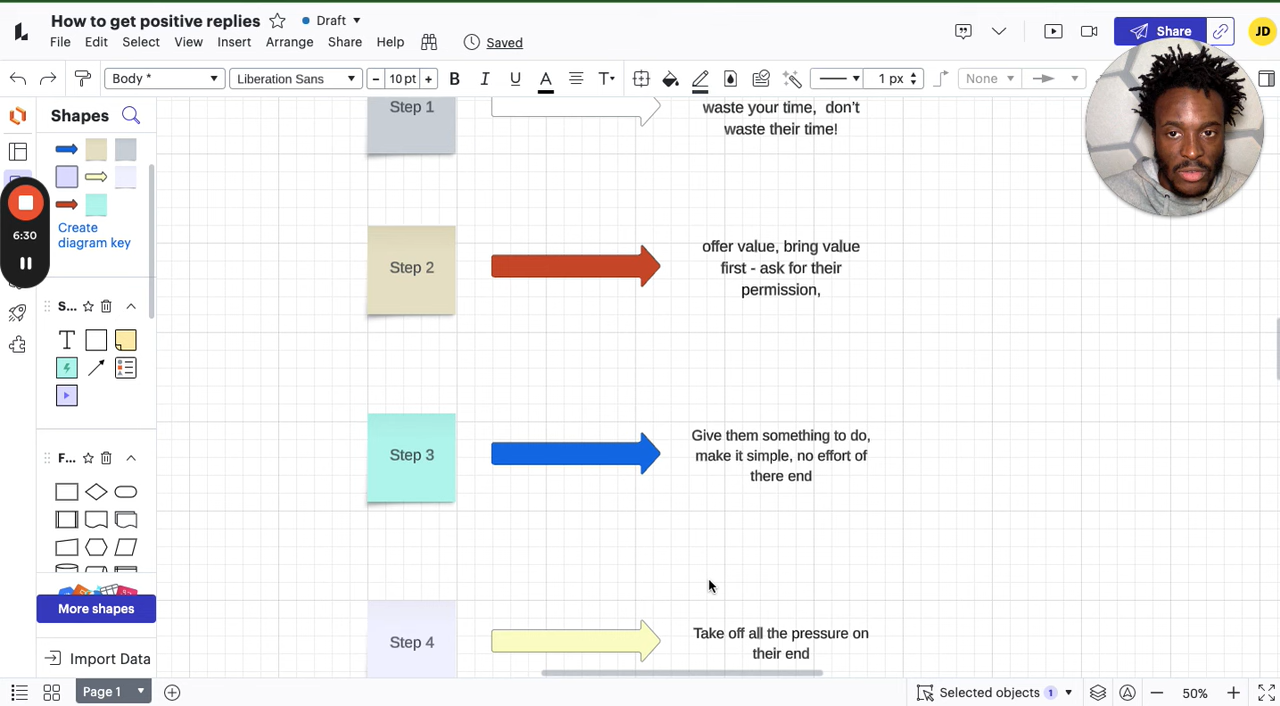 How to get positive replies
Draft
File Edit Select View Insert Arrange Share Help
Saved
Share
JD
Body *
Liberation Sans
10 pt
B I U A T
1 px
None
Shapes
6:30
Create
diagram key
S...
T
F...
More shapes
Import Data
Step 1
waste your time, don't
waste their time!
Step 2
offer value, bring value
first - ask for their
permission,
Step 3
Give them something to do,
make it simple, no effort of
there end
Step 4
Take off all the pressure on
their end
Page 1
Selected objects 1
50%